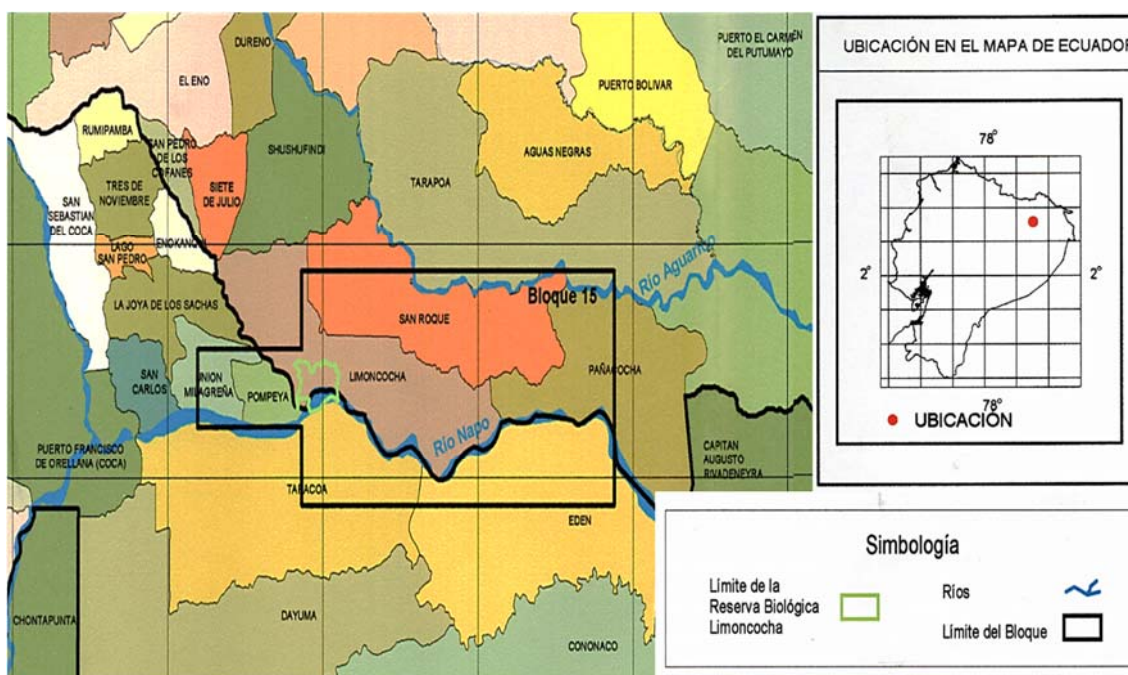 DURENO
PUERTO EL CARMEN
DEL PUTUMAYO
EL ENO
PUERTO BOLIVAR
RUMIPAMBA
SAN PEDRO
DE LOS
COFANES
SHUSHUFINDI
AGUAS NEGRAS
TARAPOA
TRES DE
NOVIEMBRE
SIETE
DE JULIO
SAN
SEBASTIAN
DEL COCA
LAGO
SAN PEDRO
Río Aguarico
Bloque 15
LA JOYA DE LOS SACHAS
SAN ROQUE
SAN
CARLOS
UNION
MILAGREÑA
POMPEYA
LIMONCOCHA
PAÑACOCHA
Río Napo
PUERTO FRANCISCO
DE ORELLANA (COCA)
CAPITAN
AUGUSTO
RIVADENEYRA
TARACOA
EDEN
CHONTAPUNTA
DAYUMA
CONONACO
UBICACIÓN EN EL MAPA DE ECUADOR
78°
2°
2°
78°
UBICACIÓN
Simbología
Límite de la
Reserva Biológica
Limoncocha
Ríos
Límite del Bloque